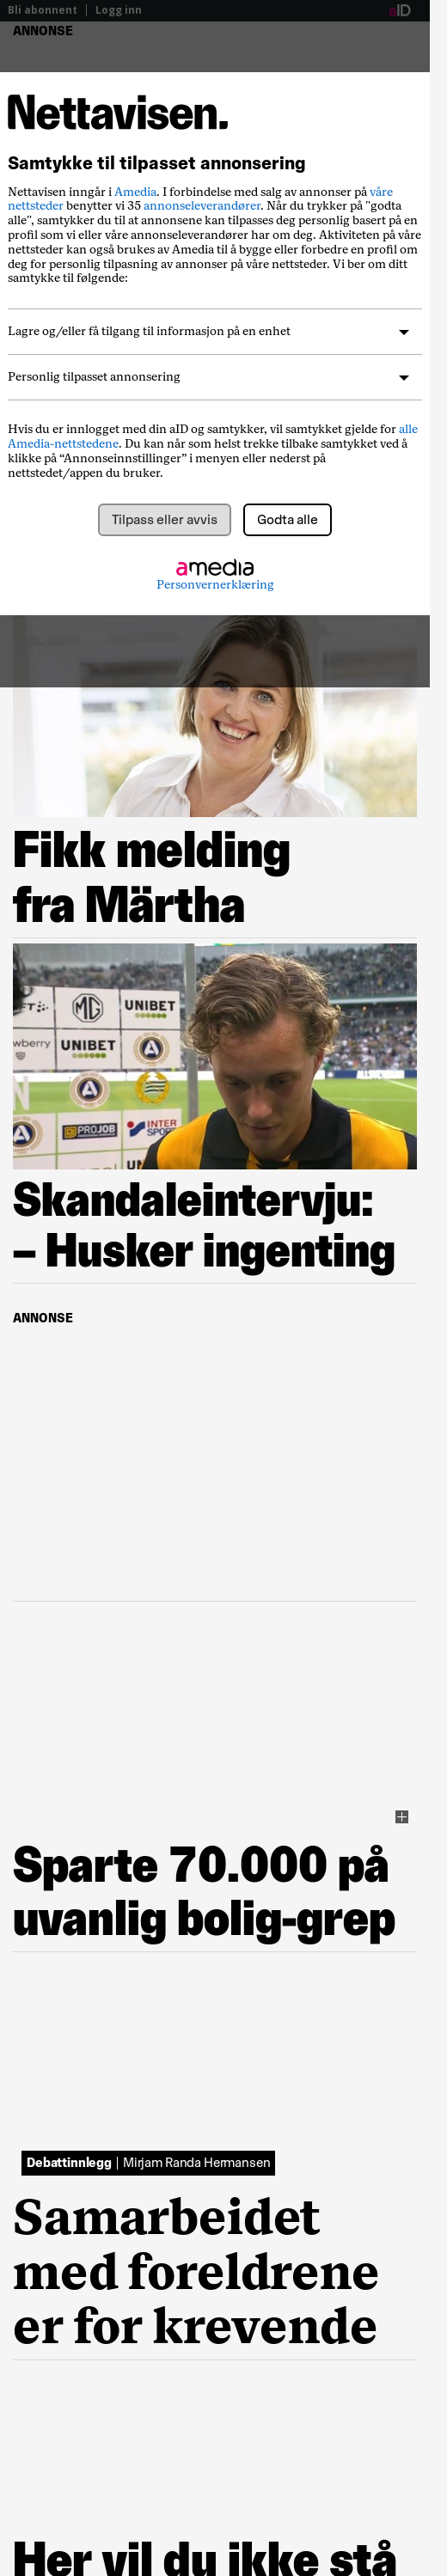 Bli abonnent | Logg inn
aID
ANNONSE
Nettavisen.
Samtykke til tilpasset annonsering
Nettavisen inngår i Amedia. I forbindelse med salg av annonser på våre
nettsteder benytter vi 35 annonseleverandører. Når du trykker på "godta
alle", samtykker du til at annonsene kan tilpasses deg personlig basert på en
profil som vi eller våre annonseleverandører har om deg. Aktiviteten på våre
nettsteder kan også brukes av Amedia til å bygge eller forbedre en profil om
deg for personlig tilpasning av annonser på våre nettsteder. Vi ber om ditt
samtykke til følgende:
Lagre og/eller få tilgang til informasjon på en enhet
Personlig tilpasset annonsering
Hvis du er innlogget med din aID og samtykker, vil samtykket gjelde for alle
Amedia-nettstedene. Du kan når som helst trekke tilbake samtykket ved å
klikke på “Annonseinnstillinger” i menyen eller nederst på
nettstedet/appen du bruker.
Tilpass eller avvis
Godta alle
amedia
Personvernerklæring
Fikk melding
fra Märtha
MG
UNIBET
UNIBET
A
A
PROJOB
INTER
SPORT
Skandaleintervju:
– Husker ingenting
ANNONSE
Sparte 70.000 på
uvanlig bolig-grep
Debattinnlegg | Mirjam Randa Hermansen
Samarbeidet
med foreldrene
er for krevende
Her vil du ikke stå